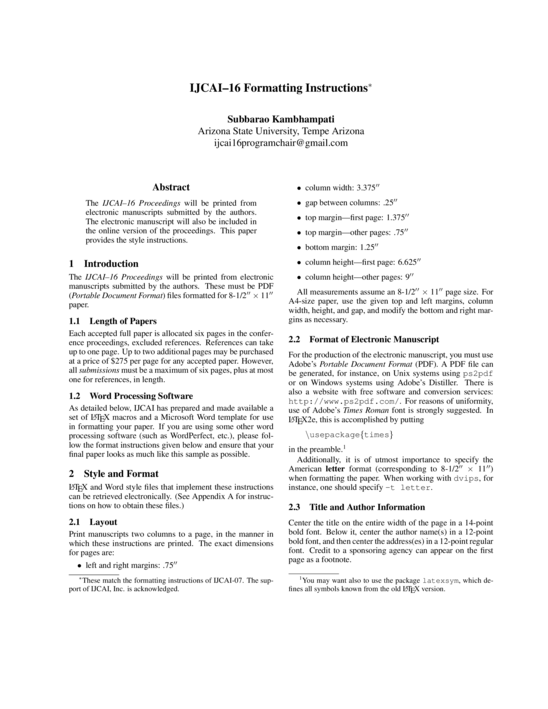 IJCAI–16 Formatting Instructions*
Subbarao Kambhampati
Arizona State University, Tempe Arizona
ijcai16programchair@gmail.com
Abstract
The IJCAI–16 Proceedings will be printed from
electronic manuscripts submitted by the authors.
The electronic manuscript will also be included in
the online version of the proceedings. This paper
provides the style instructions.
1 Introduction
The IJCAI–16 Proceedings will be printed from electronic
manuscripts submitted by the authors. These must be PDF
(Portable Document Format) files formatted for 8-1/2″ × 11″
paper.
1.1 Length of Papers
Each accepted full paper is allocated six pages in the confer-
ence proceedings, excluded references. References can take
up to one page. Up to two additional pages may be purchased
at a price of $275 per page for any accepted paper. However,
all submissions must be a maximum of six pages, plus at most
one for references, in length.
1.2 Word Processing Software
As detailed below, IJCAI has prepared and made available a
set of LATEX macros and a Microsoft Word template for use
in formatting your paper. If you are using some other word
processing software (such as WordPerfect, etc.), please fol-
low the format instructions given below and ensure that your
final paper looks as much like this sample as possible.
2 Style and Format
LATEX and Word style files that implement these instructions
can be retrieved electronically. (See Appendix A for instruc-
tions on how to obtain these files.)
2.1 Layout
Print manuscripts two columns to a page, in the manner in
which these instructions are printed. The exact dimensions
for pages are:
• left and right margins: .75″
*These match the formatting instructions of IJCAI-07. The sup-
port of IJCAI, Inc. is acknowledged.
• column width: 3.375″
• gap between columns: .25″
• top margin—first page: 1.375″
• top margin—other pages: .75″
• bottom margin: 1.25″
• column height—first page: 6.625″
• column height—other pages: 9″
All measurements assume an 8-1/2″ × 11″ page size. For
A4-size paper, use the given top and left margins, column
width, height, and gap, and modify the bottom and right mar-
gins as necessary.
2.2 Format of Electronic Manuscript
For the production of the electronic manuscript, you must use
Adobe's Portable Document Format (PDF). A PDF file can
be generated, for instance, on Unix systems using ps2pdf
or on Windows systems using Adobe's Distiller. There is
also a website with free software and conversion services:
http://www.ps2pdf.com/. For reasons of uniformity,
use of Adobe's Times Roman font is strongly suggested. In
LATEX2e, this is accomplished by putting
\usepackage{times}
in the preamble.1
Additionally, it is of utmost importance to specify the
American letter format (corresponding to 8-1/2″ × 11″)
when formatting the paper. When working with dvips, for
instance, one should specify -t letter.
2.3 Title and Author Information
Center the title on the entire width of the page in a 14-point
bold font. Below it, center the author name(s) in a 12-point
bold font, and then center the address(es) in a 12-point regular
font. Credit to a sponsoring agency can appear on the first
page as a footnote.
1You may want also to use the package latexsym, which de-
fines all symbols known from the old LATEX version.